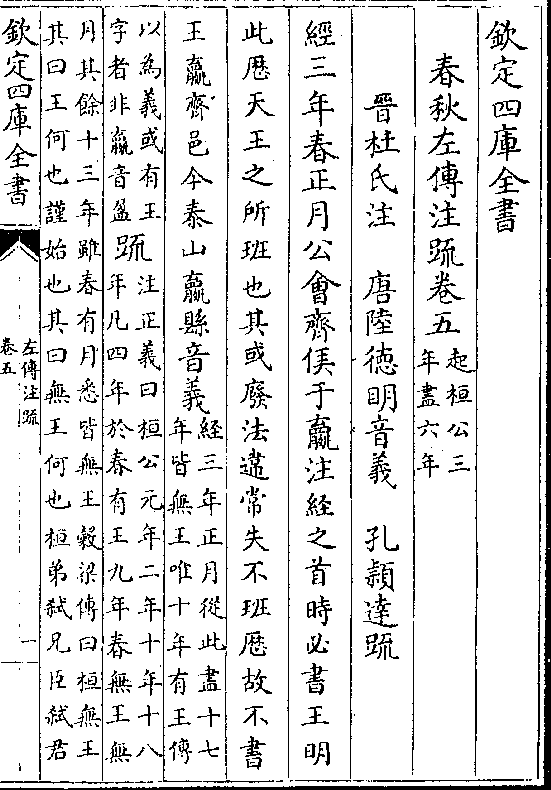 欽定四庫全書
春秋左傳注䟽卷五
起桓公三
年盡六年
晉杜氏注　唐陸徳明音義　孔頴達䟽
經三年春正月公會齊侯于嬴注經之首時必書王明
此厯天王之所班也其或廢法違常失不班厯故不書
王嬴齊邑今泰山嬴縣音義
經三年正月從此盡十七
年皆無王唯十年有王傳
以為義或有王
字者非嬴音盈
䟽
注正義曰桓公元年二年十年十八
年凡四年於春有王九年春無王無
月其餘十三年雖春有月悉皆無王穀梁傳曰桓無王
其曰王何也謹始也其曰無王何也桓弟弑兄臣弑君
欽定四庫全書
左傳注䟽
卷五
一